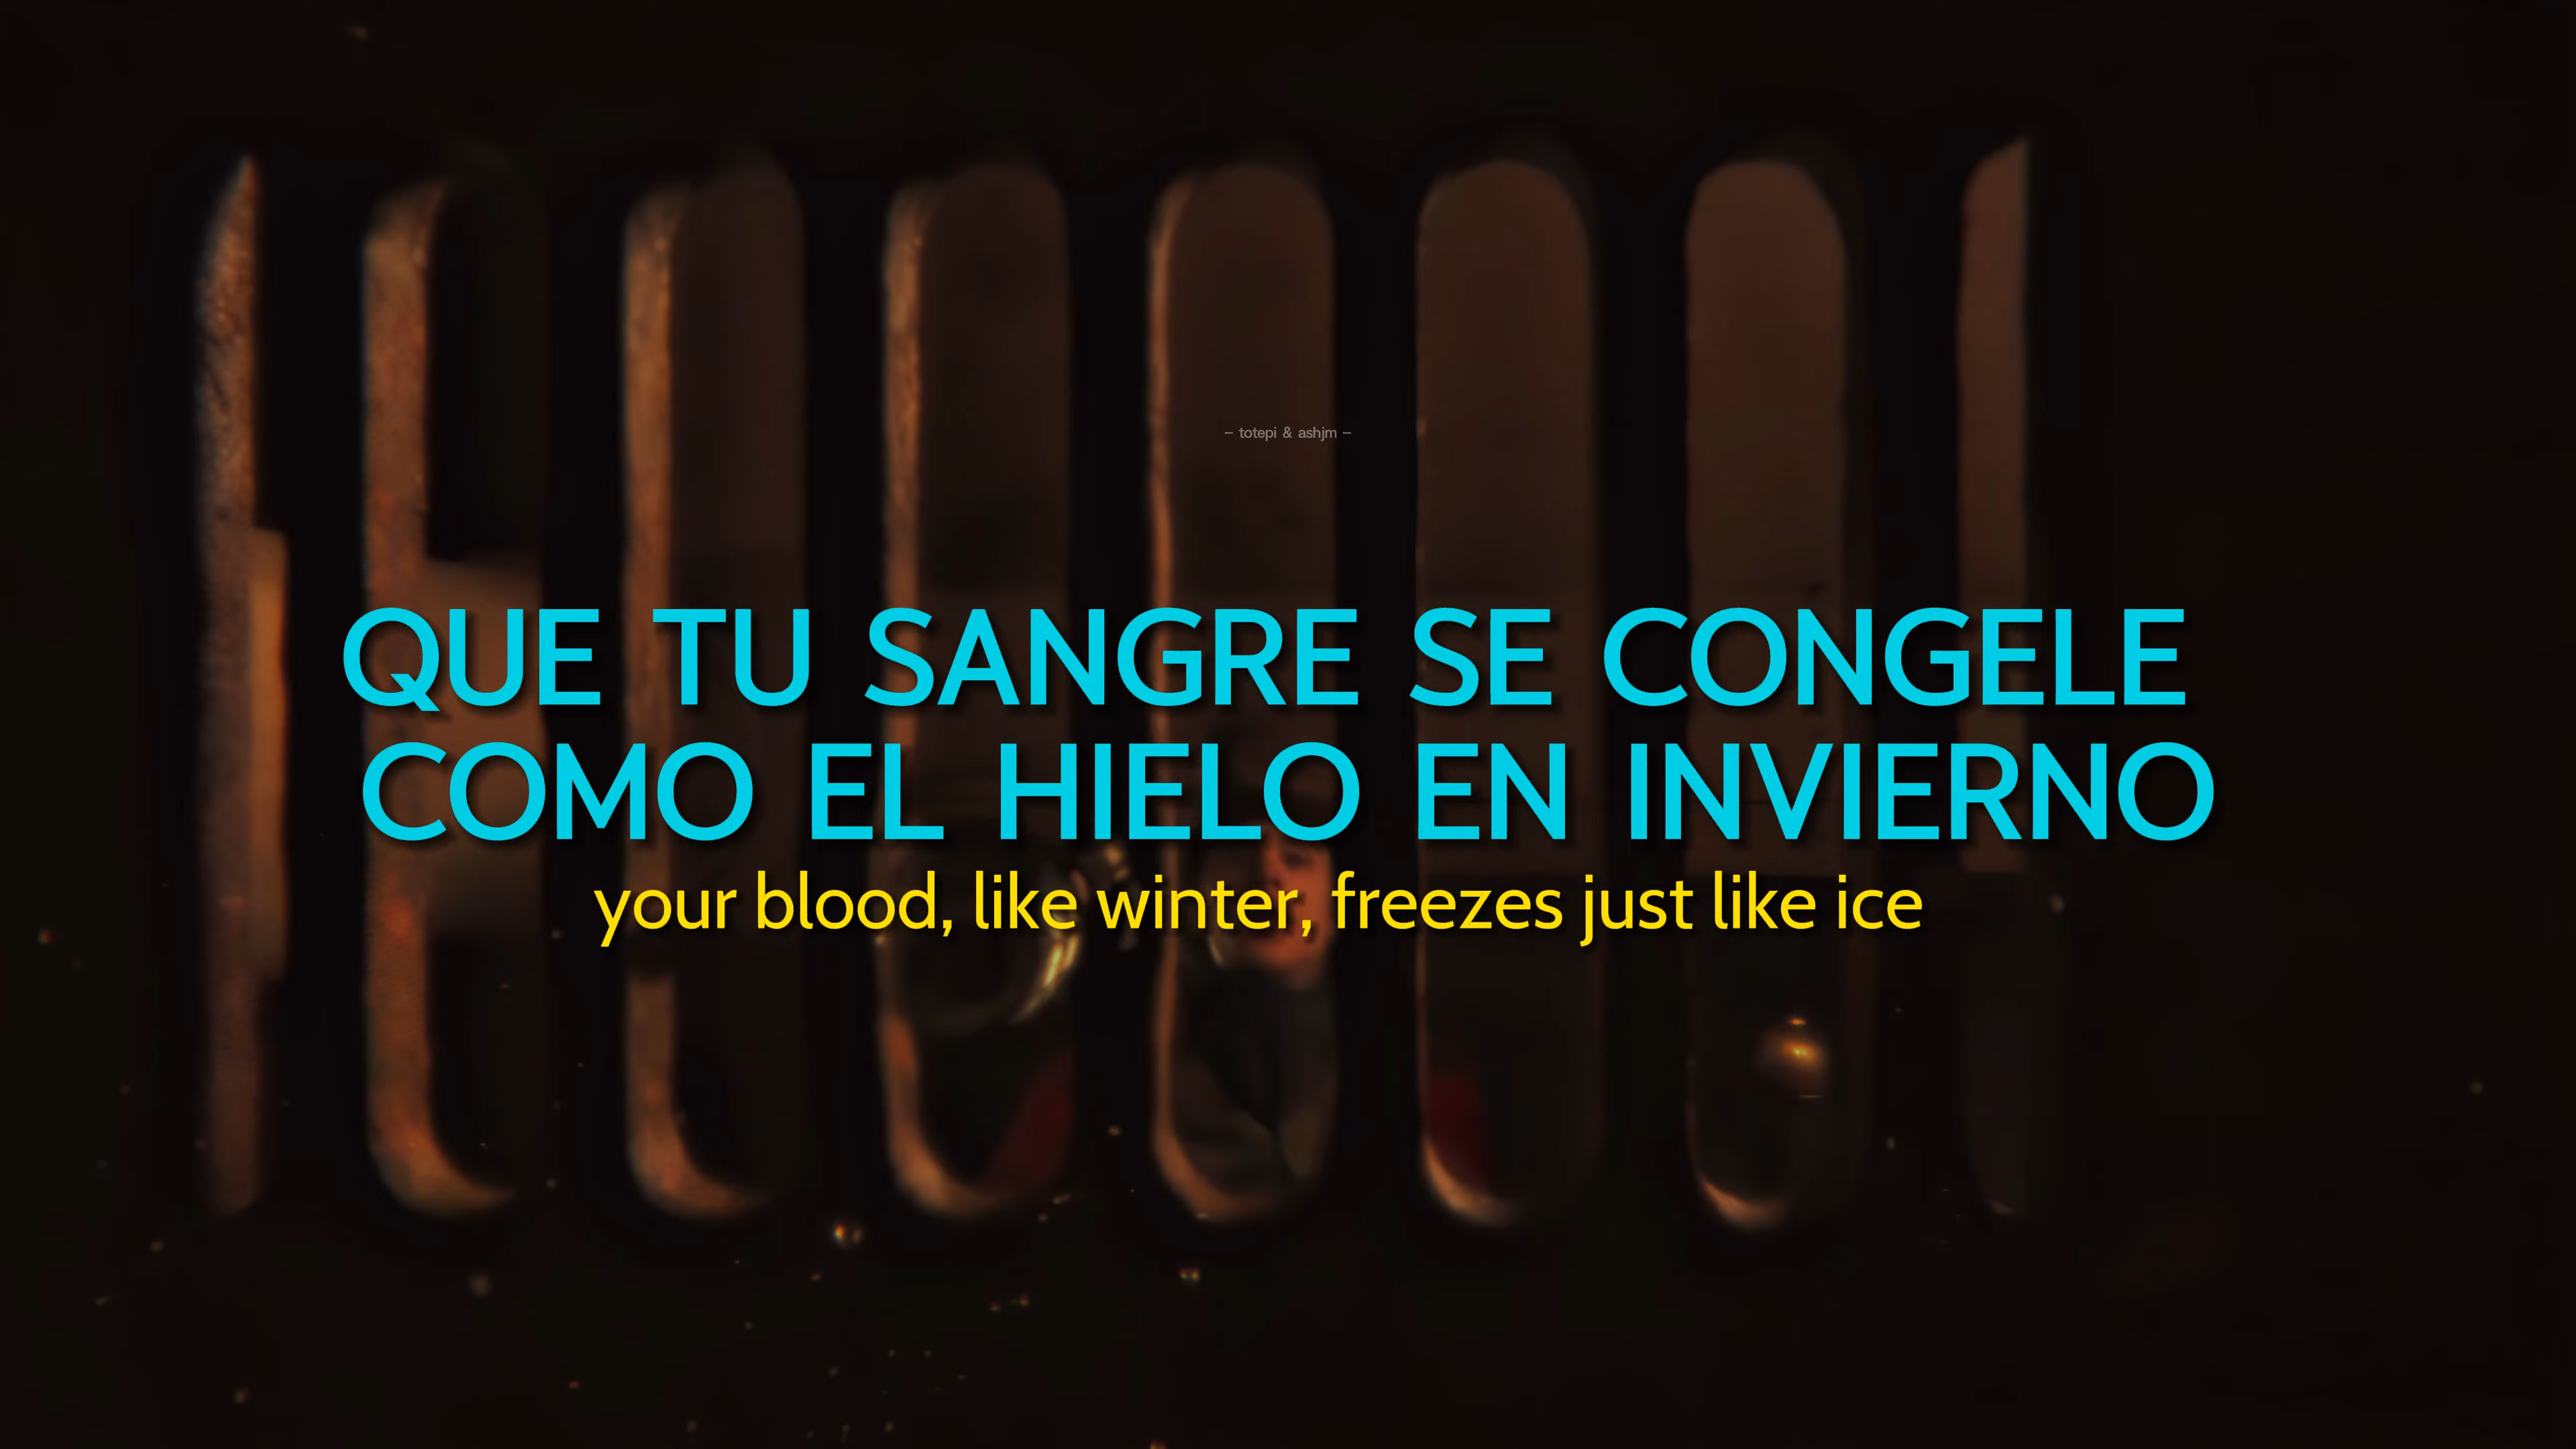 – totepi & ashjm –
QUE TU SANGRE SE CONGELE
COMO EL HIELO EN INVIERNO
your blood, like winter, freezes just like ice